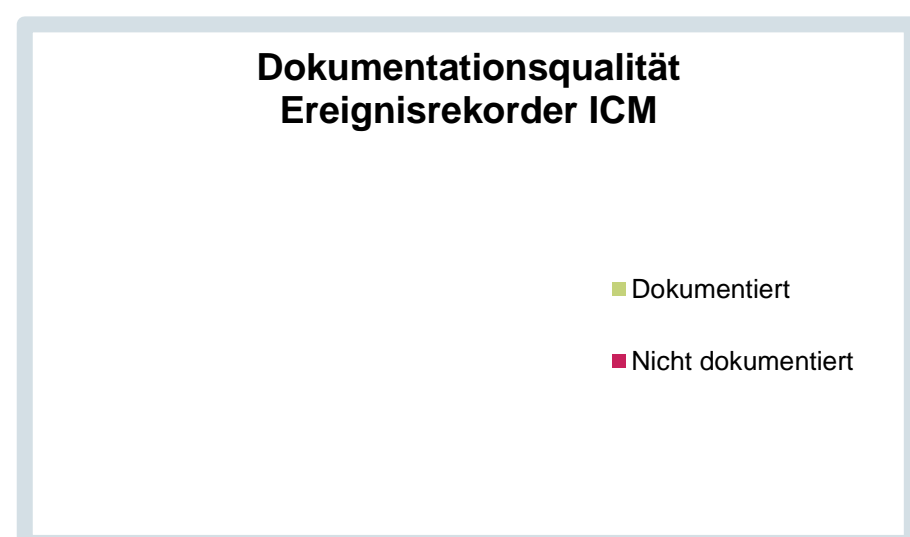 Dokumentationsqualität
Ereignisrekorder ICM
Dokumentiert
Nicht dokumentiert